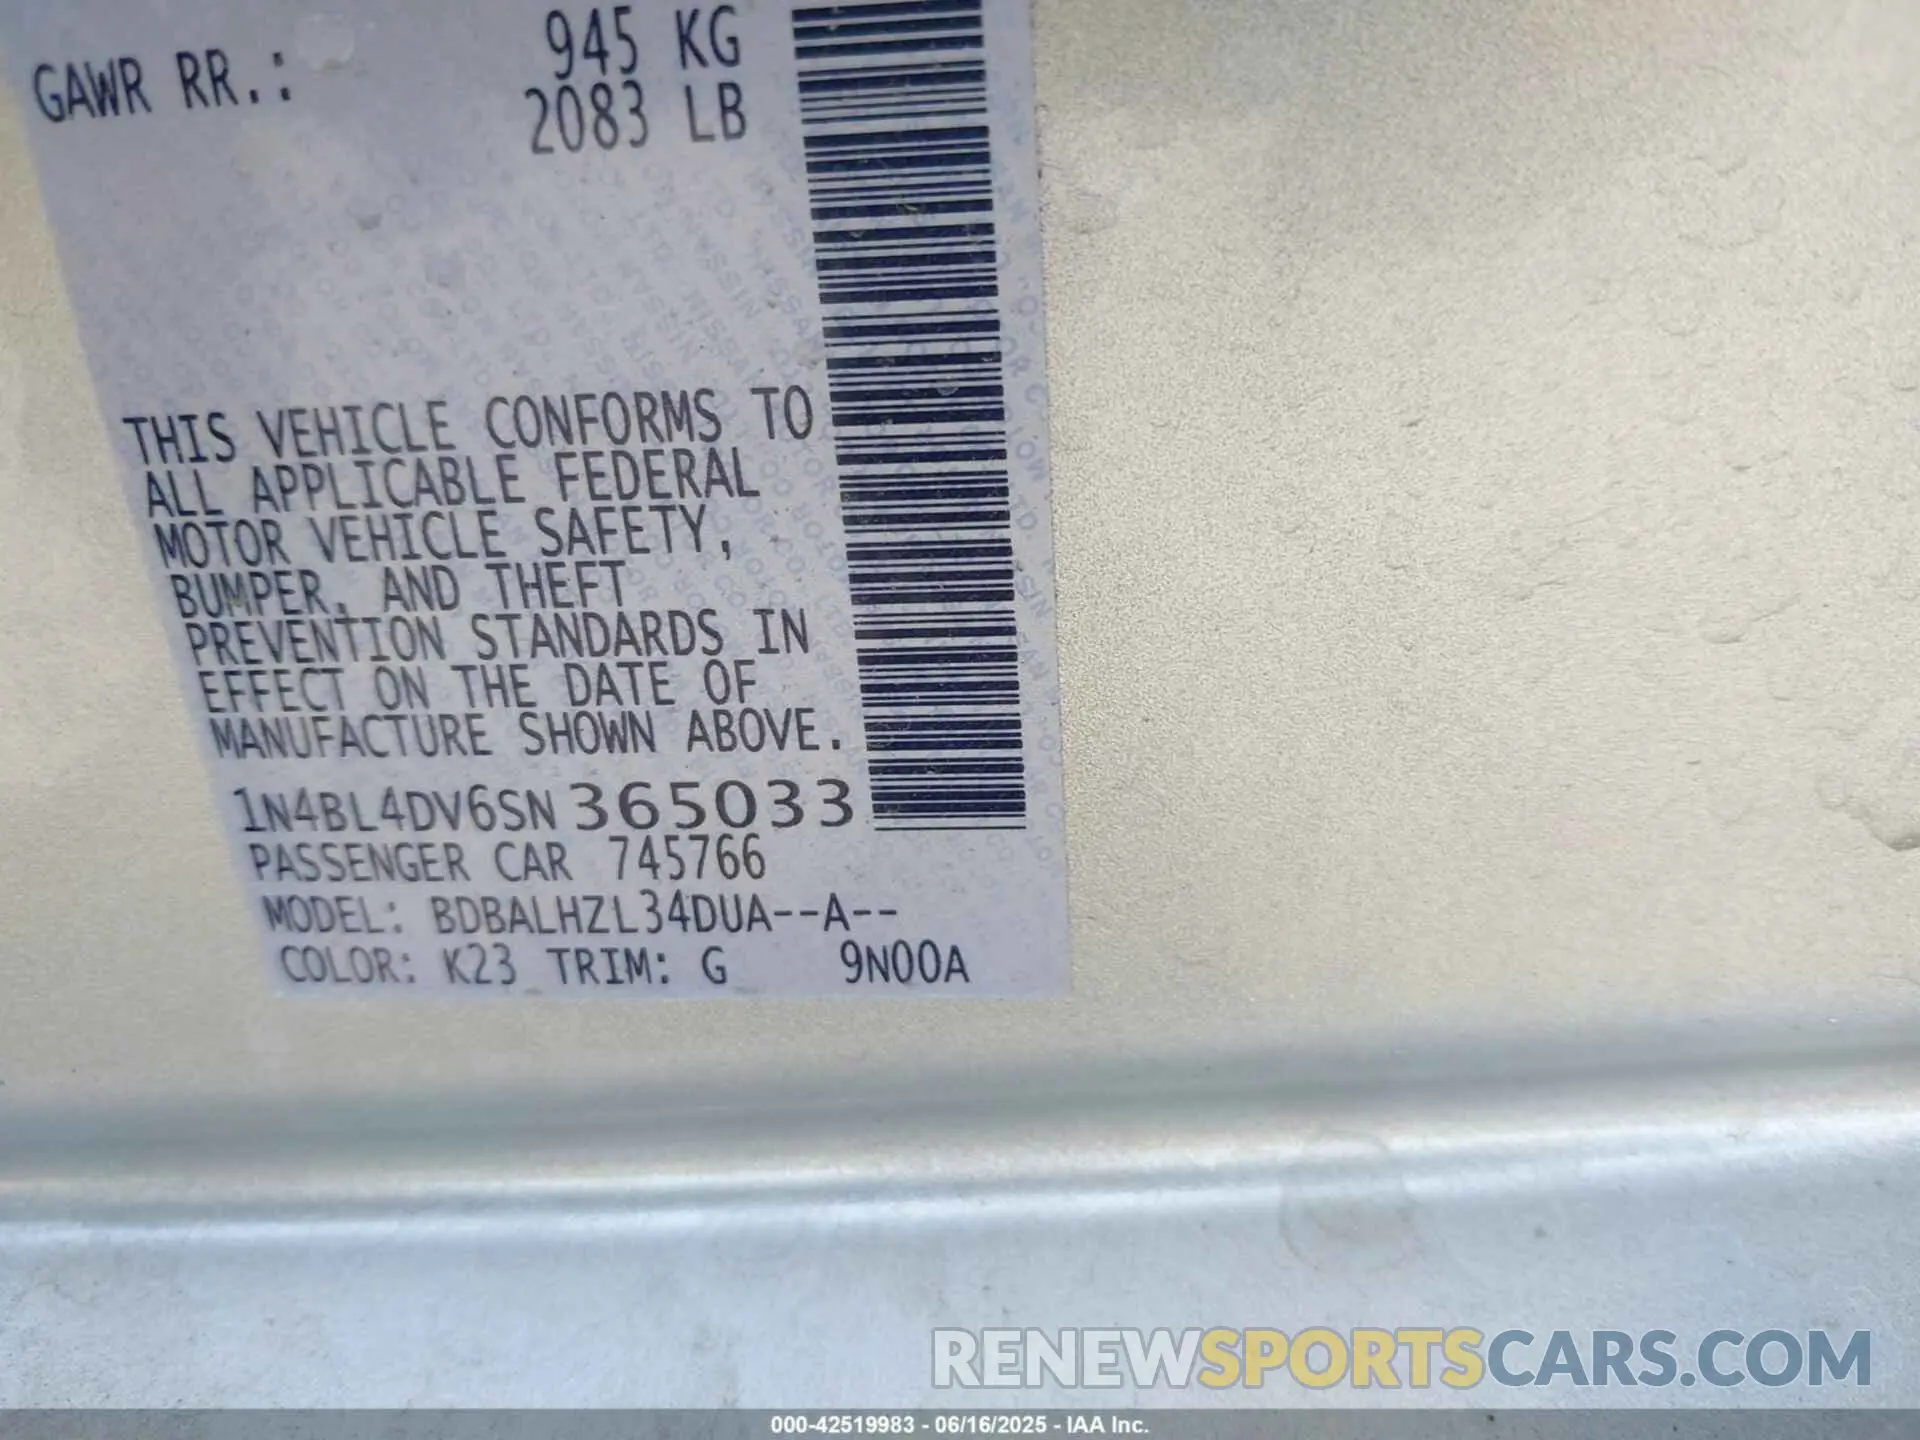 GAWR RR.: 945 KG
2083 LB
THIS VEHICLE CONFORMS TO
ALL APPLICABLE FEDERAL
MOTOR VEHICLE SAFETY,
BUMPER, AND THEFT
PREVENTION STANDARDS IN
EFFECT ON THE DATE OF
MANUFACTURE SHOWN ABOVE.
1N4BL4DV6SN365033
PASSENGER CAR 745766
MODEL: BDBALHZL34DUA--A--
COLOR: K23 TRIM: G 9N00A
RENEWSPORTSCARS.COM
000-42519983 - 06/16/2025 - IAA Inc.